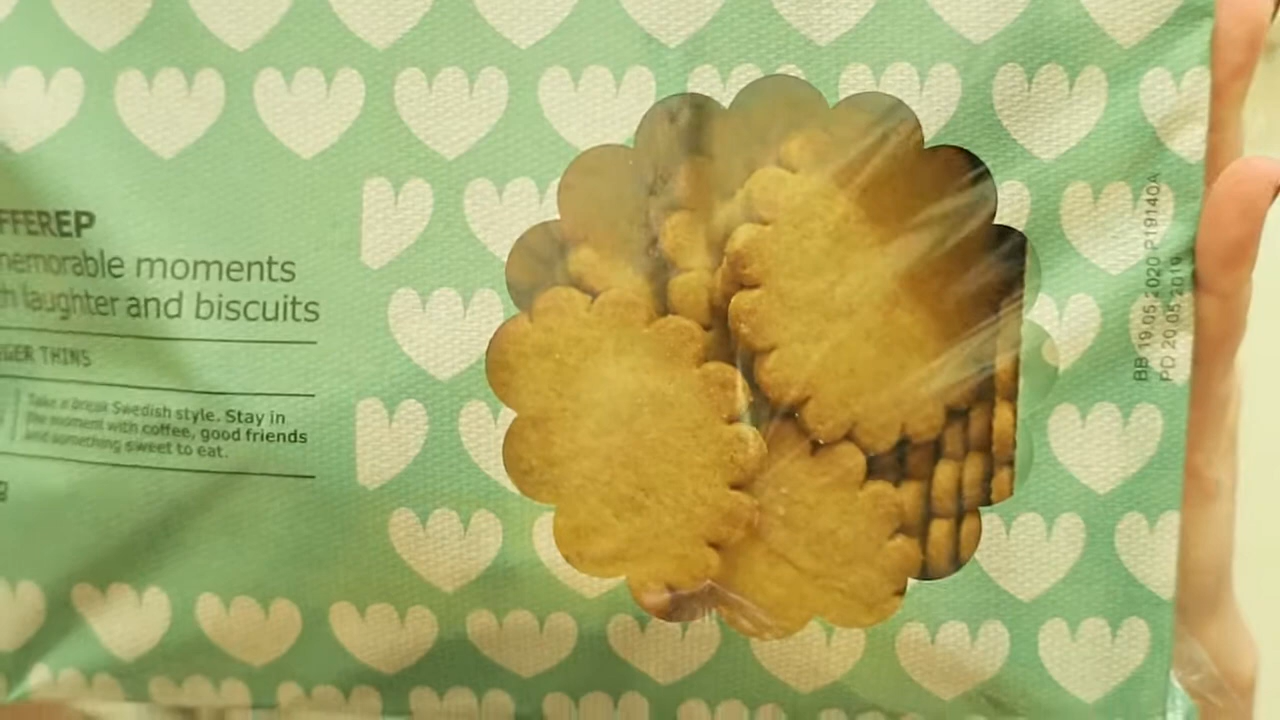 FFEREP
memorable moments
h laughter and biscuits
GER THINS
Take a break Swedish style. Stay in
the moment with coffee, good friends
and something sweet to eat.
g
BB 19.05.2020 P19140A
PD 20.05.2019